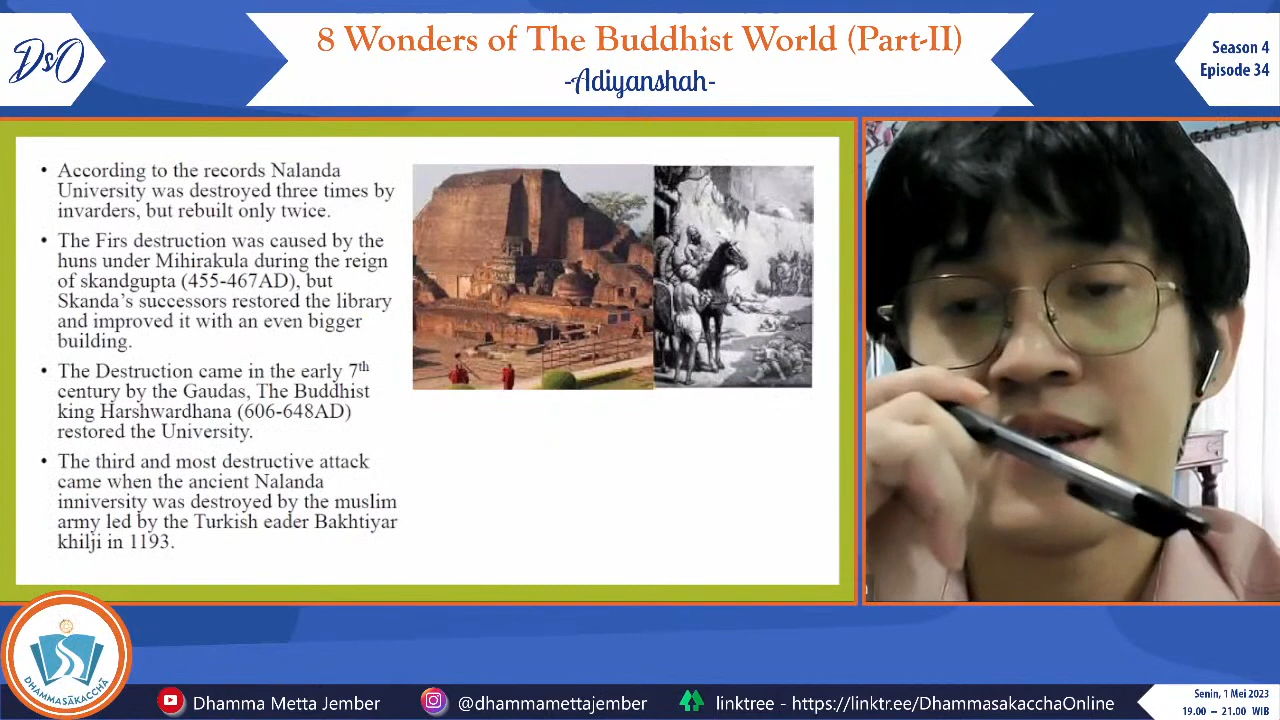 DsO
8 Wonders of The Buddhist World (Part-II)
-Adiyanshah-
Season 4
Episode 34
• According to the records Nalanda
University was destroyed three times by
invarders, but rebuilt only twice.
• The Firs destruction was caused by the
huns under Mihirakula during the reign
of skandgupta (455-467AD), but
Skanda's successors restored the library
and improved it with an even bigger
building.
• The Destruction came in the early 7th
century by the Gaudas, The Buddhist
king Harshwardhana (606-648AD)
restored the University.
• The third and most destructive attack
came when the ancient Nalanda
inniversity was destroyed by the muslim
army led by the Turkish eader Bakhtiyar
khilji in 1193.
DHAMMASĀKACCHĀ
Dhamma Metta Jember
@dhammamettajember
linktree - https://linktr.ee/DhammasakacchaOnline
Senin, 1 Mei 2023
19.00 – 21.00 WIB